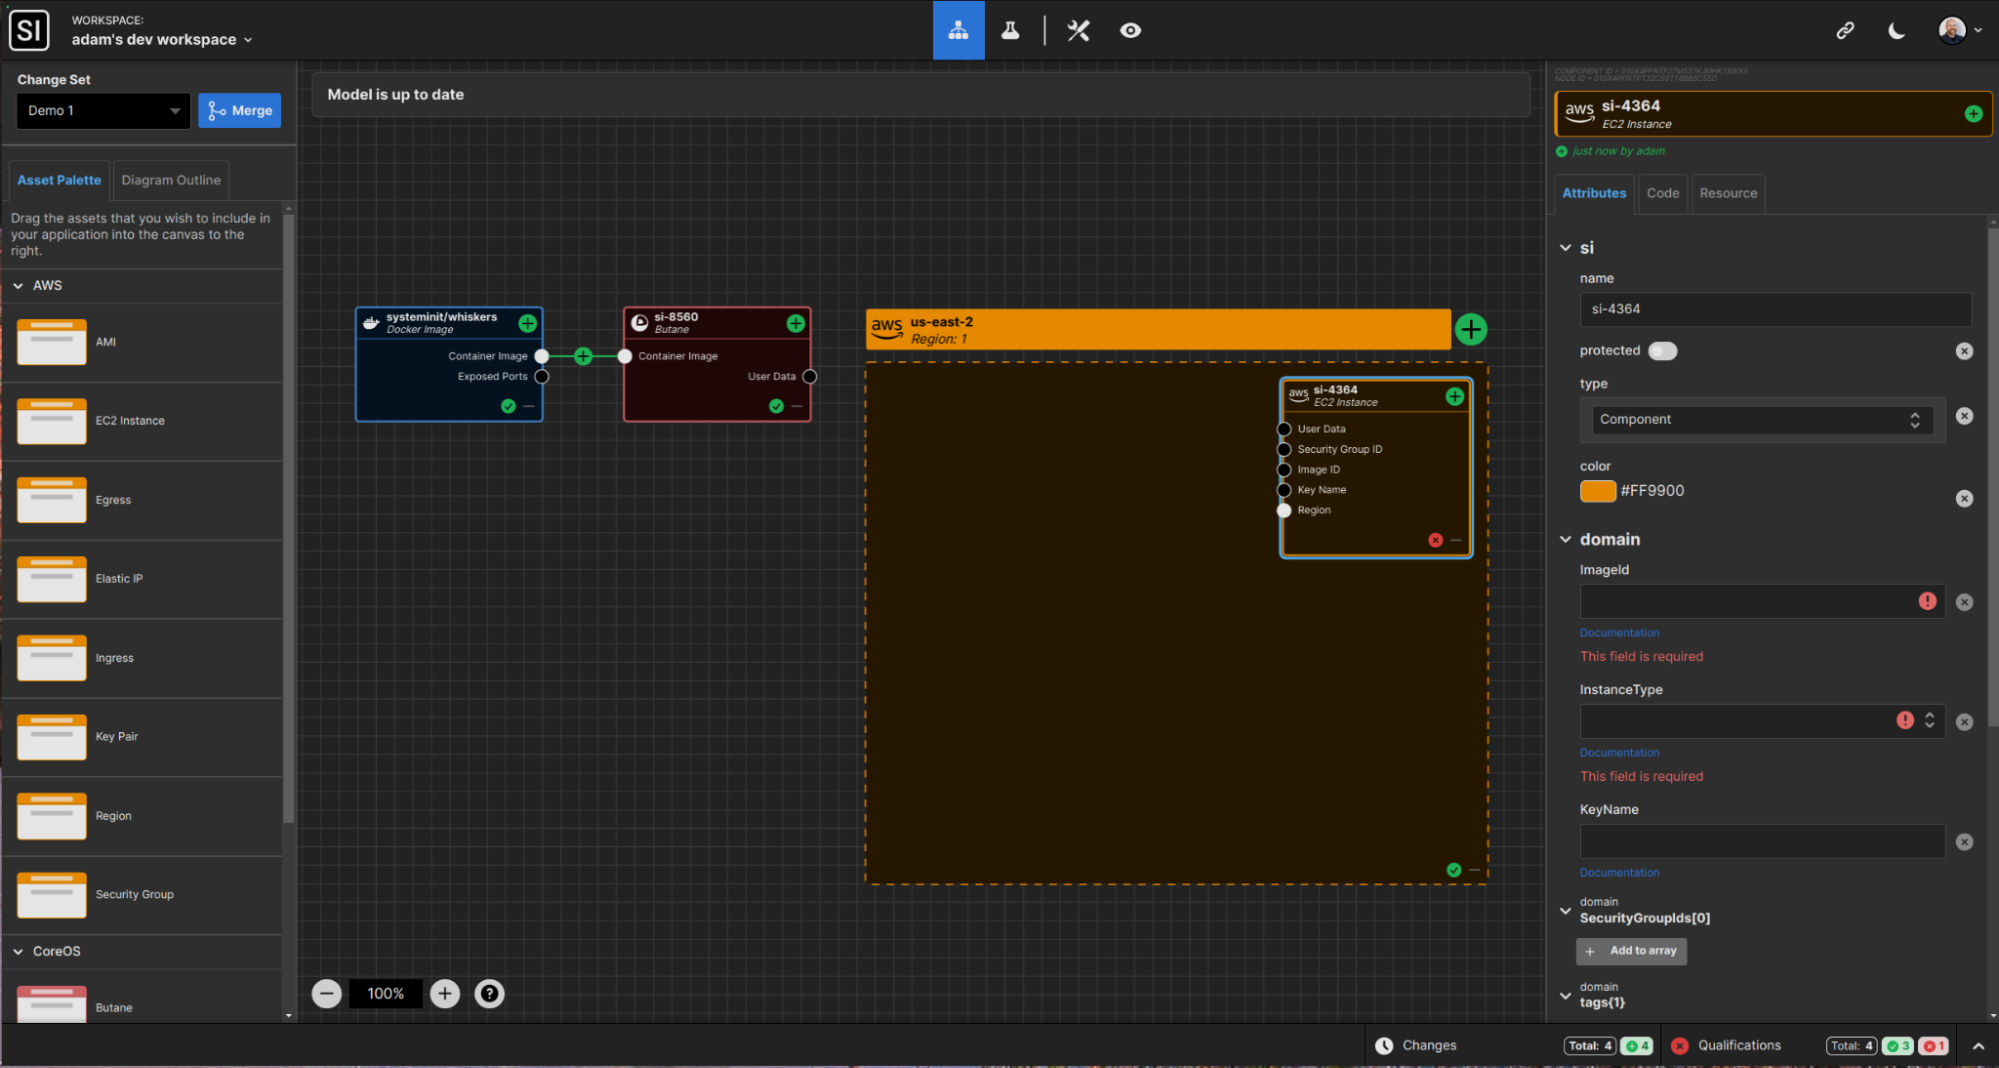 SI
WORKSPACE:
adam's dev workspace
Change Set
Demo 1
Merge
Asset Palette
Diagram Outline
Drag the assets that you wish to include in
your application into the canvas to the
right.
AWS
AMI
EC2 Instance
Egress
Elastic IP
Ingress
Key Pair
Region
Security Group
CoreOS
Butane
Model is up to date
systeminit/whiskers
Docker Image
Container Image
Exposed Ports
si-8560
Butane
Container Image
User Data
aws
us-east-2
Region: 1
aws
si-4364
EC2 Instance
User Data
Security Group ID
Image ID
Key Name
Region
100%
aws
si-4364
EC2 Instance
just now by adam
Attributes
Code
Resource
si
name
si-4364
protected
type
Component
color
#FF9900
domain
ImageId
Documentation
This field is required
InstanceType
Documentation
This field is required
KeyName
Documentation
domain
SecurityGroupIds[0]
+ Add to array
domain
tags{1}
Changes
Total: 4
4
Qualifications
Total: 4
3
1